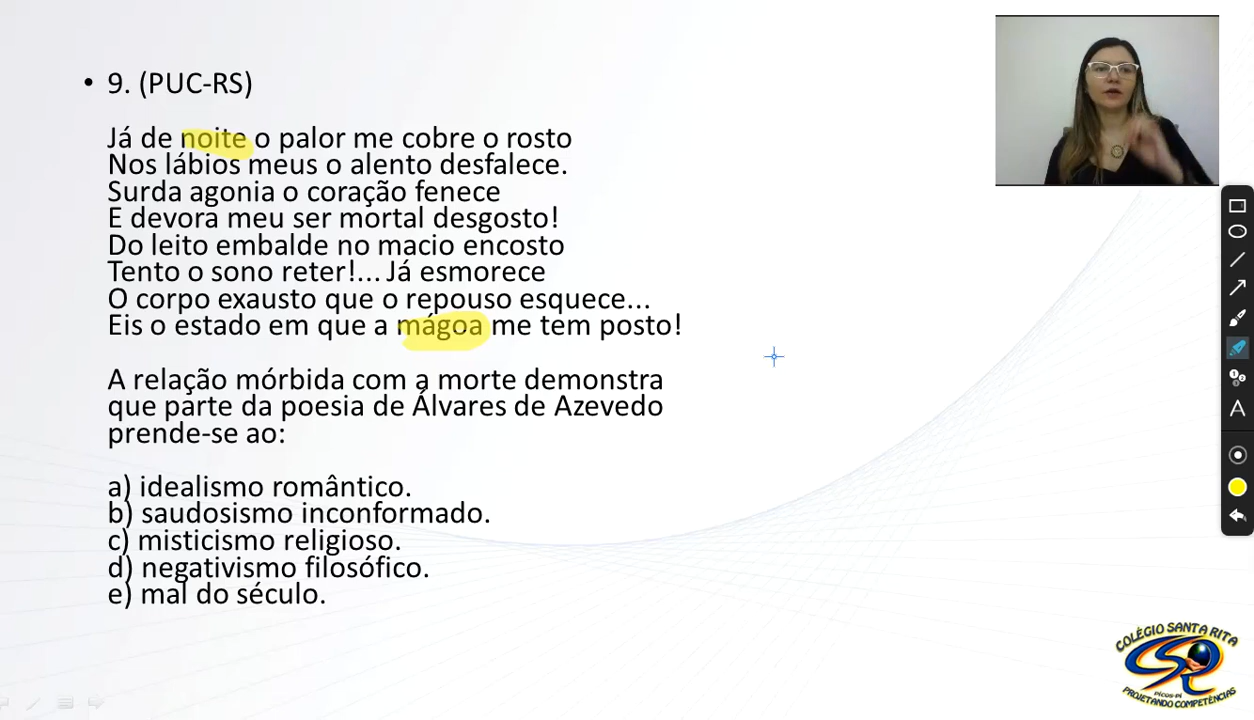 • 9. (PUC-RS)
Já de noite o palor me cobre o rosto
Nos lábios meus o alento desfalece.
Surda agonia o coração fenece
E devora meu ser mortal desgosto!
Do leito embalde no macio encosto
Tento o sono reter!... Já esmorece
O corpo exausto que o repouso esquece...
Eis o estado em que a mágoa me tem posto!
A relação mórbida com a morte demonstra
que parte da poesia de Álvares de Azevedo
prende-se ao:
a) idealismo romântico.
b) saudosismo inconformado.
c) misticismo religioso.
d) negativismo filosófico.
e) mal do século.
COLÉGIO SANTA RITA
PICOS-PI
PROJETANDO COMPETÊNCIAS